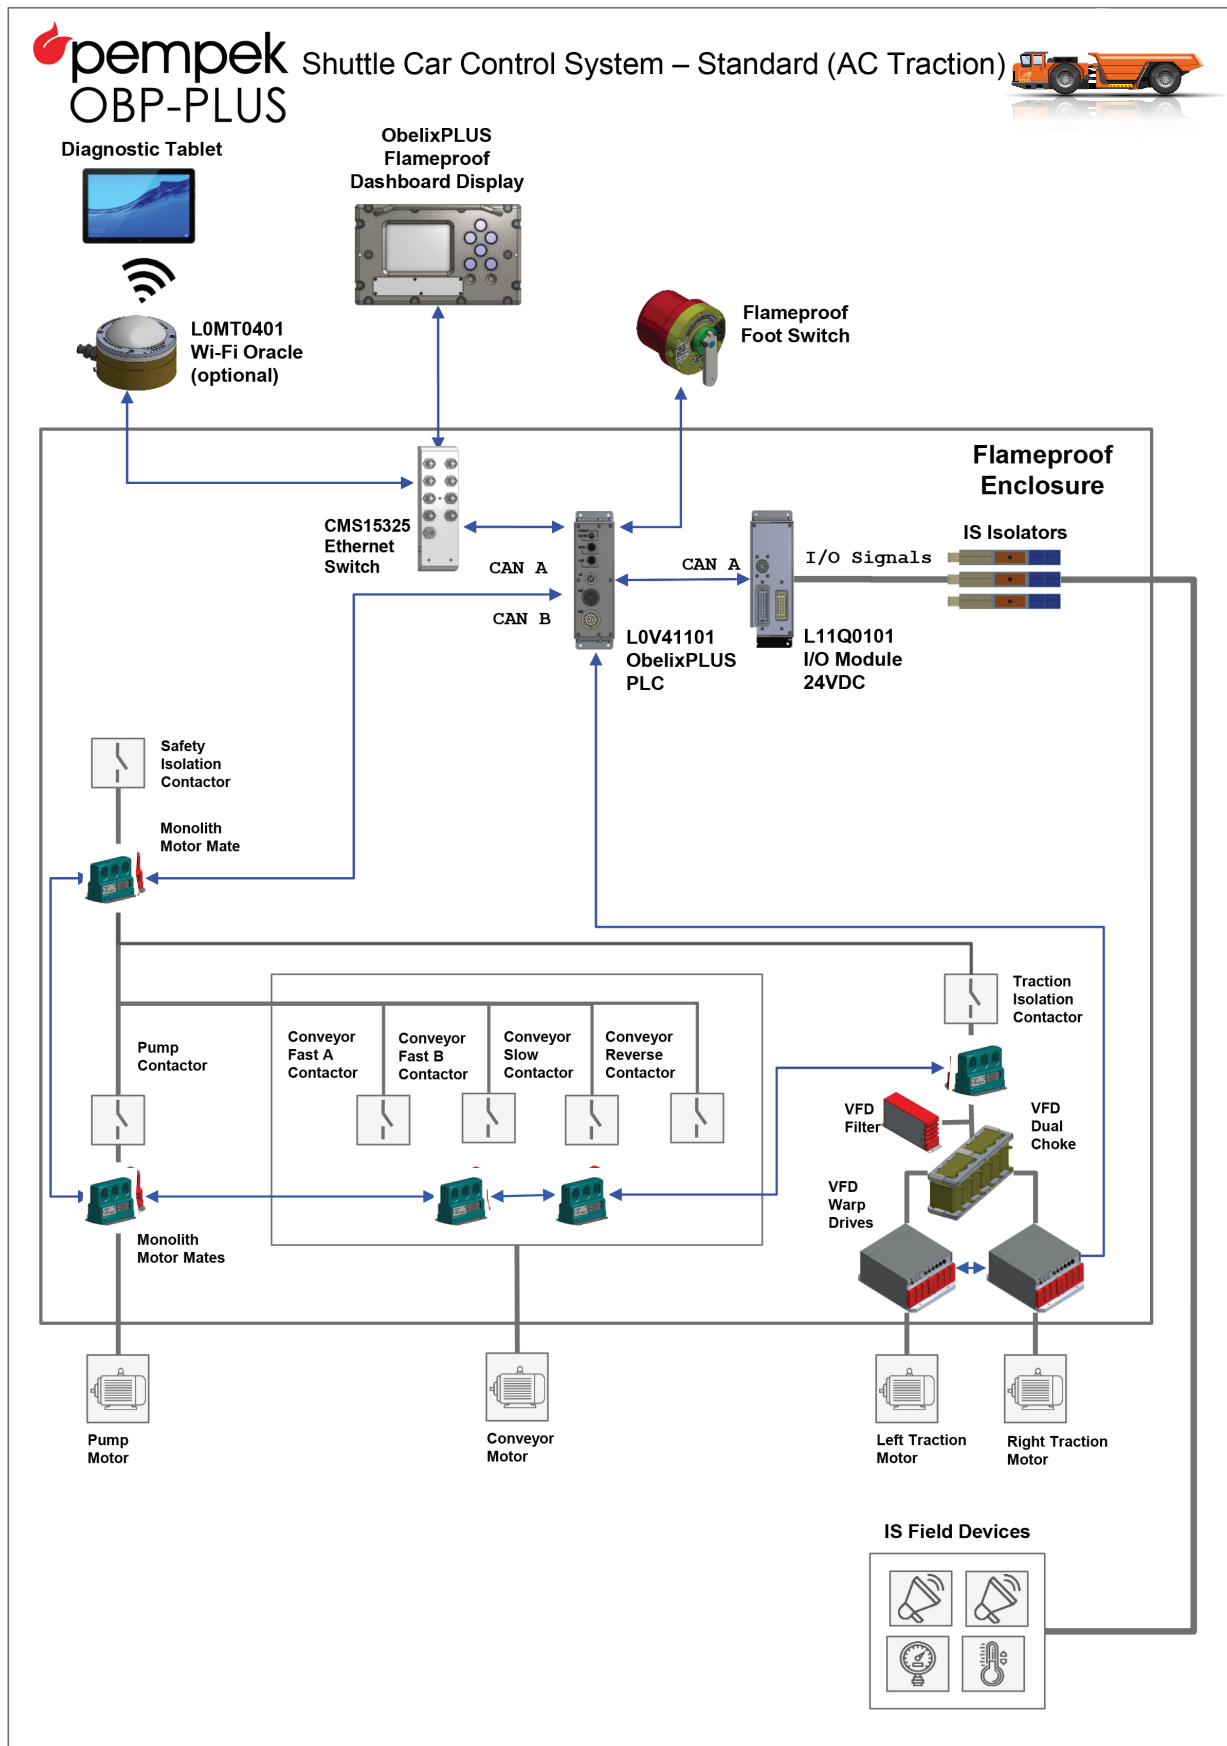 pempek
OBP-PLUS
Shuttle Car Control System – Standard (AC Traction)
Diagnostic Tablet
ObelixPLUS
Flameproof
Dashboard Display
L0MT0401
Wi-Fi Oracle
(optional)
Flameproof
Foot Switch
Flameproof
Enclosure
CMS15325
Ethernet
Switch
IS Isolators
CAN A
CAN A
I/O Signals
CAN B
L0V41101
ObelixPLUS
PLC
L11Q0101
I/O Module
24VDC
Safety
Isolation
Contactor
Monolith
Motor Mate
Traction
Isolation
Contactor
Pump
Contactor
Conveyor
Fast A
Contactor
Conveyor
Fast B
Contactor
Conveyor
Slow
Contactor
Conveyor
Reverse
Contactor
VFD
Filter
VFD
Dual
Choke
VFD
Warp
Drives
Monolith
Motor Mates
Pump
Motor
Conveyor
Motor
Left Traction
Motor
Right Traction
Motor
IS Field Devices